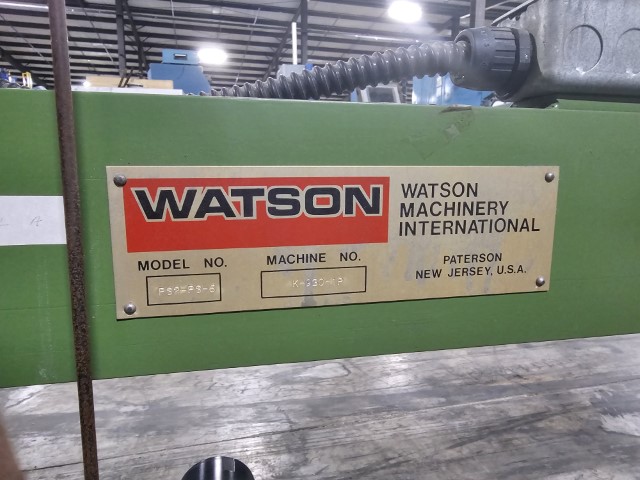 WATSON
WATSON
MACHINERY
INTERNATIONAL
MODEL NO.
MACHINE NO.
PATERSON
NEW JERSEY, U.S.A.